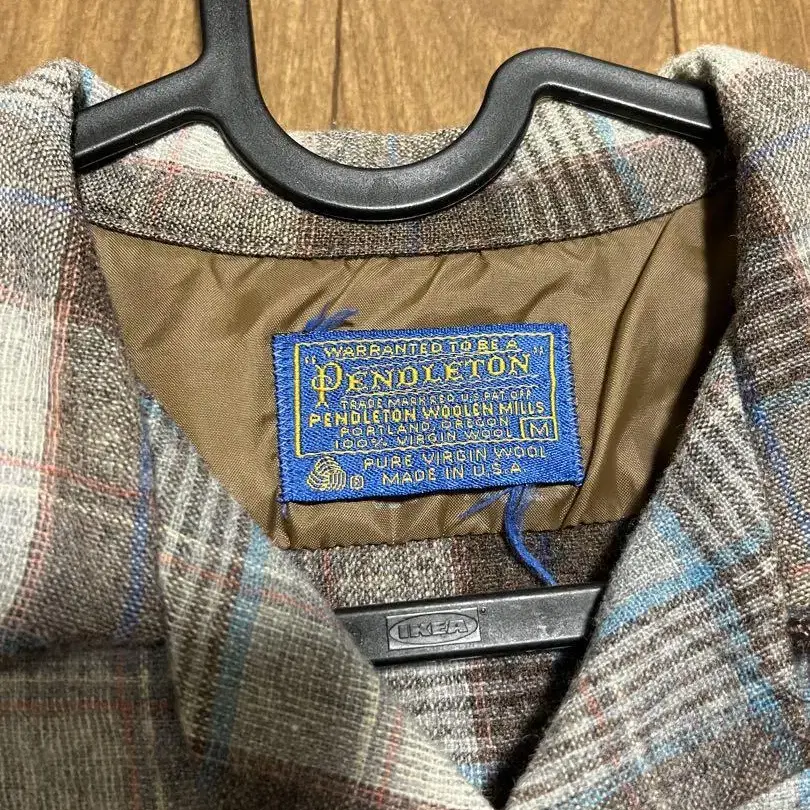 "WARRANTED TO BE A"
PENDLETON
TRADE MARK REG. U.S. PAT. OFF.
PENDLETON WOOLEN MILLS
PORTLAND, OREGON
100% VIRGIN WOOL M
PURE VIRGIN WOOL
MADE IN U.S.A
R
IKEA